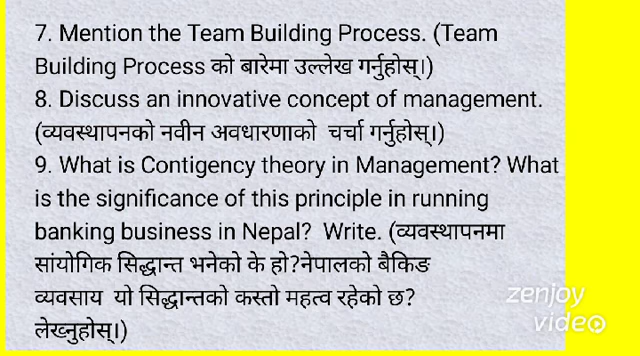 7. Mention the Team Building Process. (Team
Building Process को बारेमा उल्लेख गर्नुहोस्।)
8. Discuss an innovative concept of management.
(व्यवस्थापनको नवीन अवधारणाको चर्चा गर्नुहोस्।)
9. What is Contigency theory in Management? What
is the significance of this principle in running
banking business in Nepal? Write. (व्यवस्थापनमा
सांयोगिक सिद्धान्त भनेको के हो?नेपालको बैकिङ
व्यवसाय यो सिद्धान्तको कस्तो महत्व रहेको छ?
लेख्नुहोस्।)
zenjoy
video